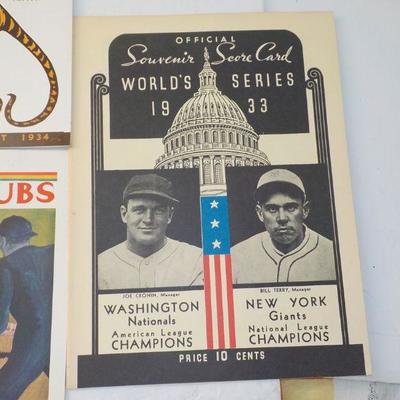 1934
UBS
OFFICIAL
Souvenir Score Card
WORLD'S SERIES
19 33
JOE CRONIN, Manager
WASHINGTON
Nationals
American League
CHAMPIONS
BILL TERRY, Manager
NEW YORK
Giants
National League
CHAMPIONS
PRICE 10 CENTS